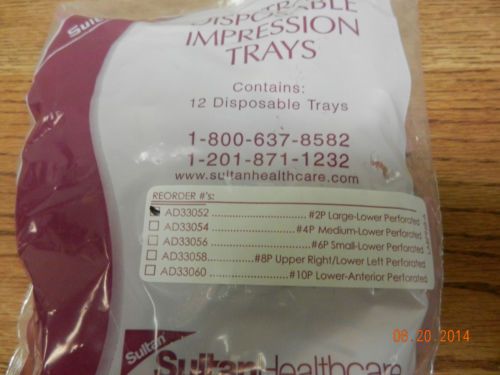 Sultan
DISPOSABLE
IMPRESSION
TRAYS
Contains:
12 Disposable Trays
1-800-637-8582
1-201-871-1232
www.sultanhealthcare.com
REORDER #'s:
AD33052 ........................ #2P Large-Lower Perforated
AD33054 ........................ #4P Medium-Lower Perforated
AD33056 ........................ #6P Small-Lower Perforated
AD33058 ........ #8P Upper Right/Lower Left Perforated
AD33060 ........................ #10P Lower-Anterior Perforated
Sultan
SultanHealthcare
08.20.2014